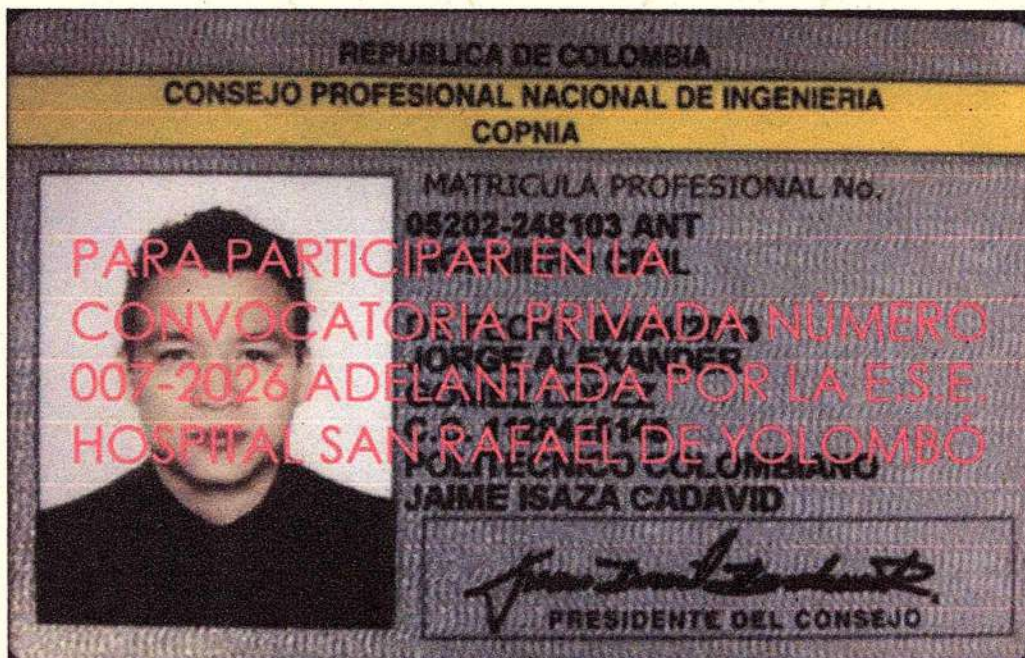 REPUBLICA DE COLOMBIA
CONSEJO PROFESIONAL NACIONAL DE INGENIERIA
COPNIA
MATRICULA PROFESIONAL No.
05202-248103 ANT
PARA PARTICIPAR EN LA
CIVIL
CONVOCATORIA PRIVADA NÚMERO
JORGE ALEXANDER
007-2026 ADELANTADA POR LA E.S.E.
C.C.
HOSPITAL SAN RAFAEL DE YOLOMBÓ
POLITECNICO COLOMBIANO
JAIME ISAZA CADAVID
PRESIDENTE DEL CONSEJO